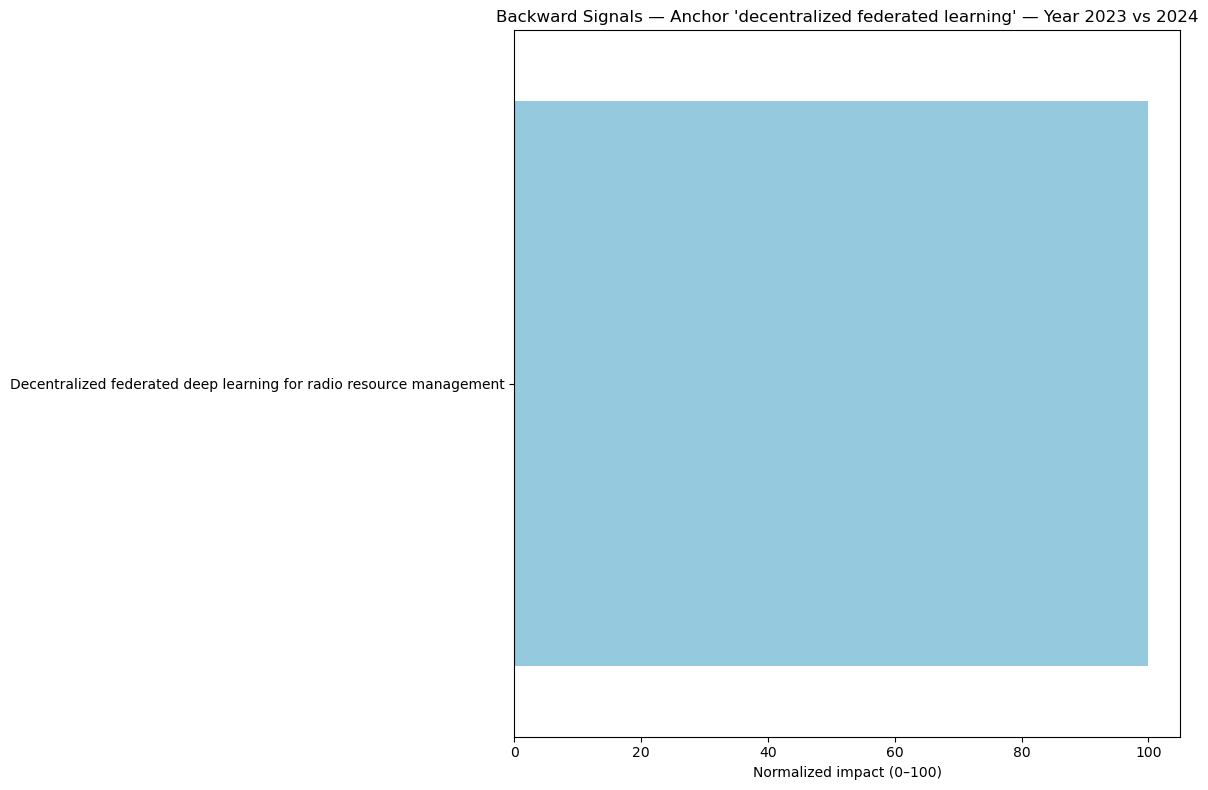 Backward Signals — Anchor 'decentralized federated learning' — Year 2023 vs 2024
Decentralized federated deep learning for radio resource management
0 20 40 60 80 100
Normalized impact (0–100)